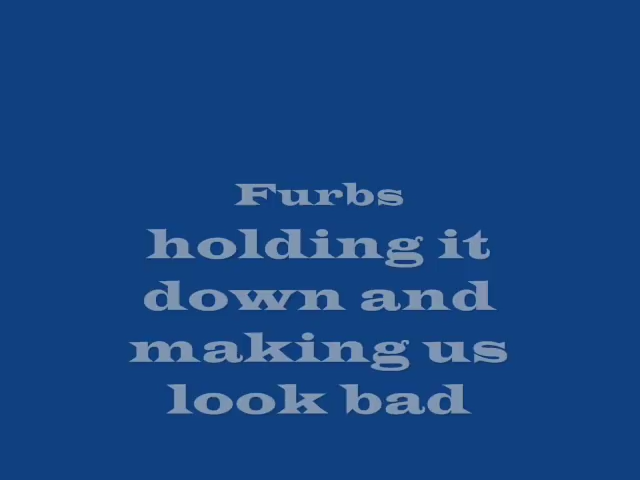 Furbs
holding it
down and
making us
look bad